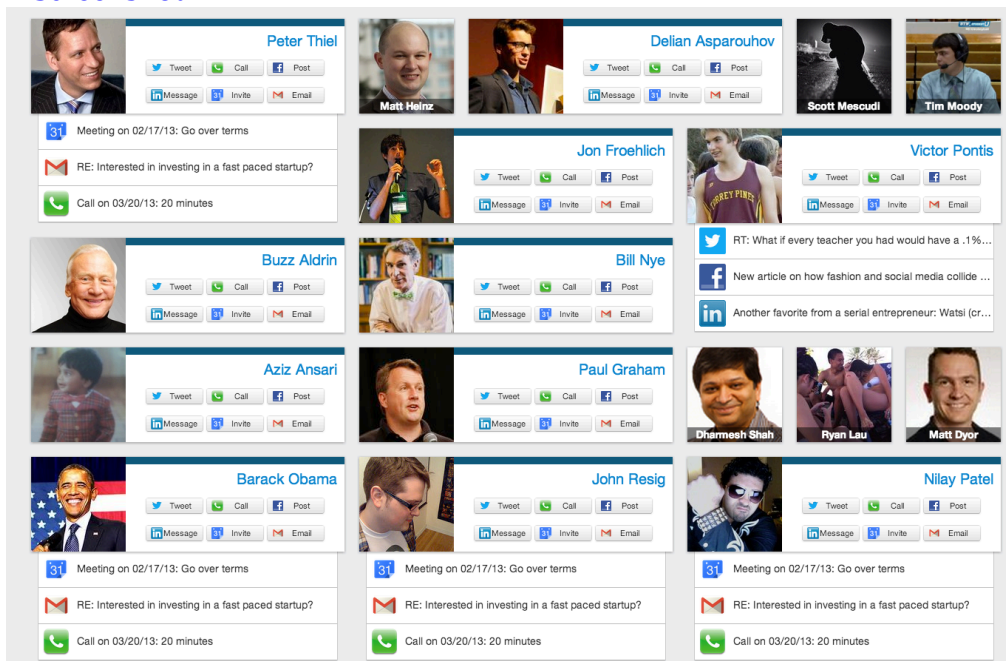 Peter Thiel
Tweet Call Post
Message Invite Email
Meeting on 02/17/13: Go over terms
RE: Interested in investing in a fast paced startup?
Call on 03/20/13: 20 minutes
Matt Heinz
Delian Asparouhov
Tweet Call Post
Message Invite Email
Scott Mescudi
Tim Moody
Jon Froehlich
Tweet Call Post
Message Invite Email
Victor Pontis
Tweet Call Post
Message Invite Email
RT: What if every teacher you had would have a .1%...
New article on how fashion and social media collide ...
Another favorite from a serial entrepreneur: Watsi (cr...
Buzz Aldrin
Tweet Call Post
Message Invite Email
Bill Nye
Tweet Call Post
Message Invite Email
Aziz Ansari
Tweet Call Post
Message Invite Email
Paul Graham
Tweet Call Post
Message Invite Email
Dharmesh Shah
Ryan Lau
Matt Dyor
Barack Obama
Tweet Call Post
Message Invite Email
Meeting on 02/17/13: Go over terms
RE: Interested in investing in a fast paced startup?
Call on 03/20/13: 20 minutes
John Resig
Tweet Call Post
Message Invite Email
Meeting on 02/17/13: Go over terms
RE: Interested in investing in a fast paced startup?
Call on 03/20/13: 20 minutes
Nilay Patel
Tweet Call Post
Message Invite Email
Meeting on 02/17/13: Go over terms
RE: Interested in investing in a fast paced startup?
Call on 03/20/13: 20 minutes